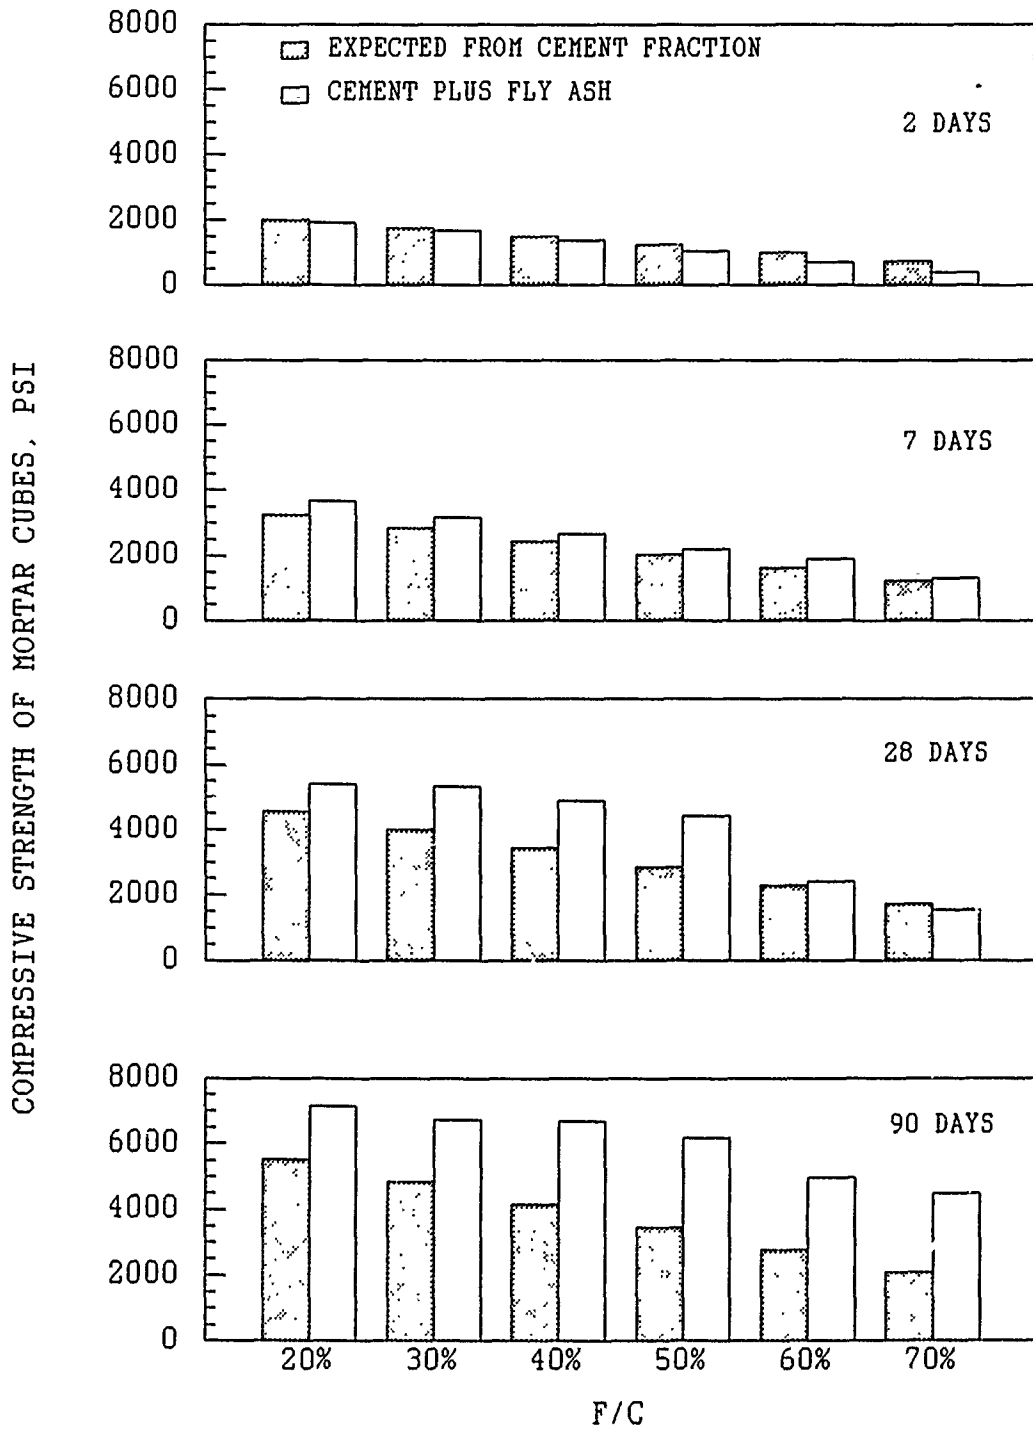 COMPRESSIVE STRENGTH OF MORTAR CUBES, PSI
8000
6000
4000
2000
0
EXPECTED FROM CEMENT FRACTION
CEMENT PLUS FLY ASH
2 DAYS
8000
6000
4000
2000
0
7 DAYS
8000
6000
4000
2000
0
28 DAYS
8000
6000
4000
2000
0
90 DAYS
20% 30% 40% 50% 60% 70%
F/C